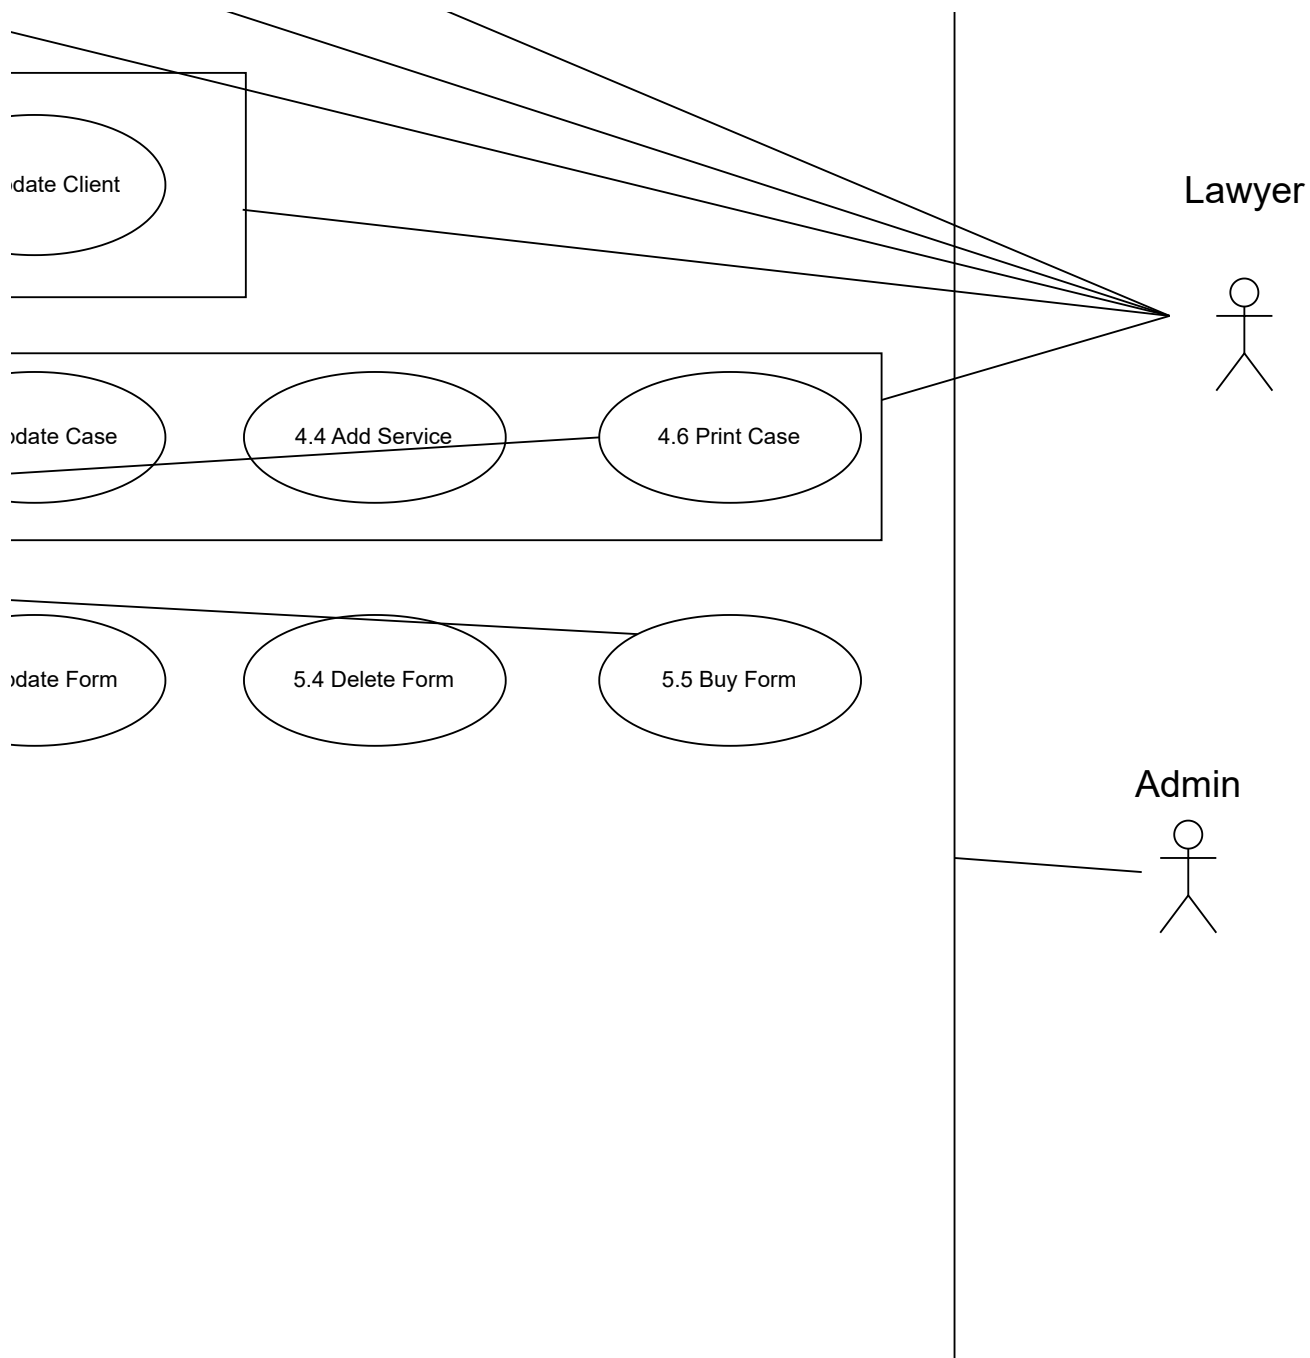 Lawyer
date Client
date Case
4.4 Add Service
4.6 Print Case
date Form
5.4 Delete Form
5.5 Buy Form
Admin